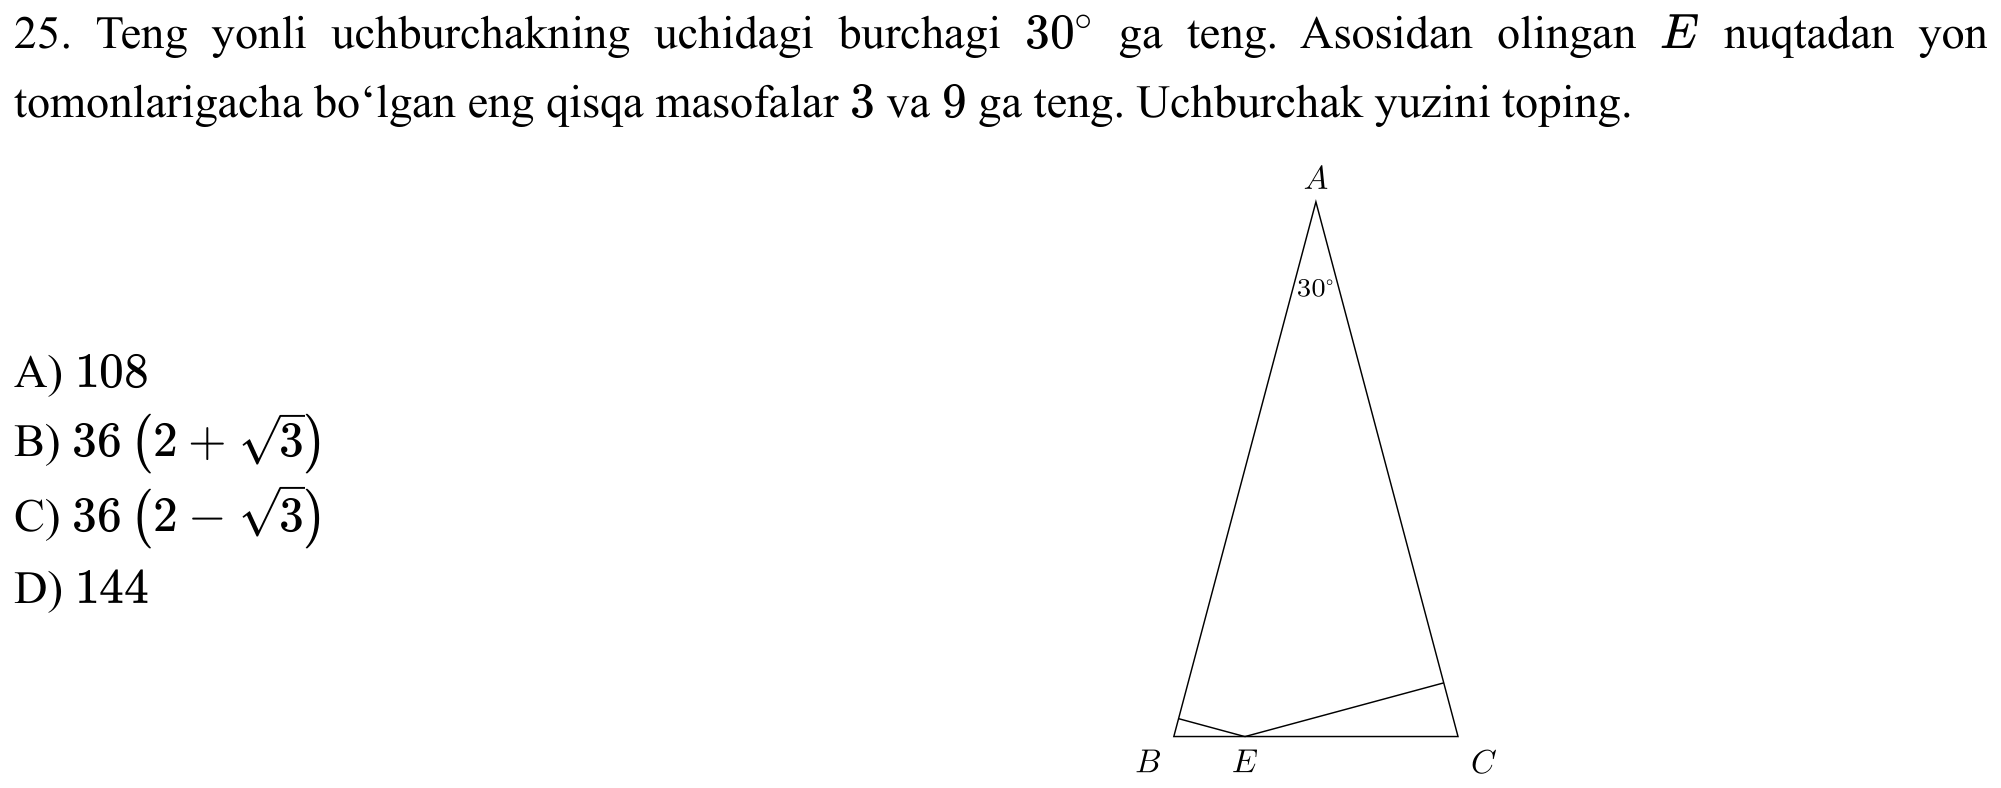 25. Teng yonli uchburchakning uchidagi burchagi 30° ga teng. Asosidan olingan E nuqtadan yon
tomonlarigacha bo‘lgan eng qisqa masofalar 3 va 9 ga teng. Uchburchak yuzini toping.
A
30°
A) 108
B) 36 (2 + √3)
C) 36 (2 − √3)
D) 144
B E C